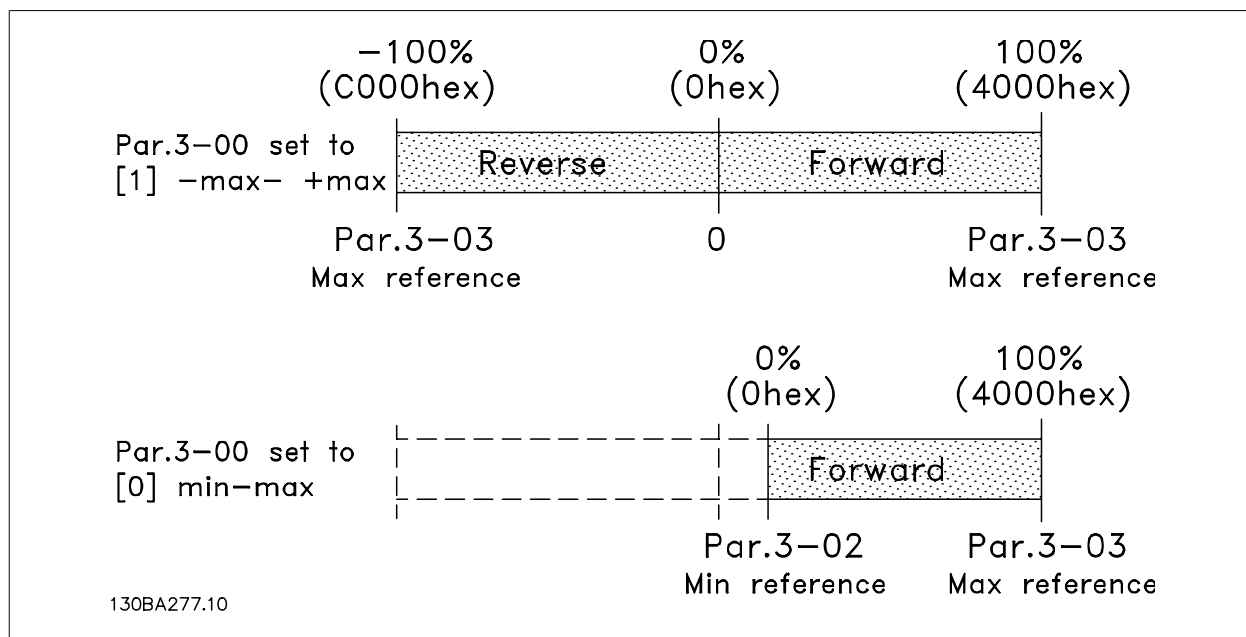 -100% 0% 100%
(C000hex) (0hex) (4000hex)
Par.3-00 set to
[1] -max- +max
Reverse Forward
Par.3-03 0 Par.3-03
Max reference Max reference
0% 100%
(0hex) (4000hex)
Par.3-00 set to
[0] min-max
Forward
Par.3-02 Par.3-03
Min reference Max reference
130BA277.10